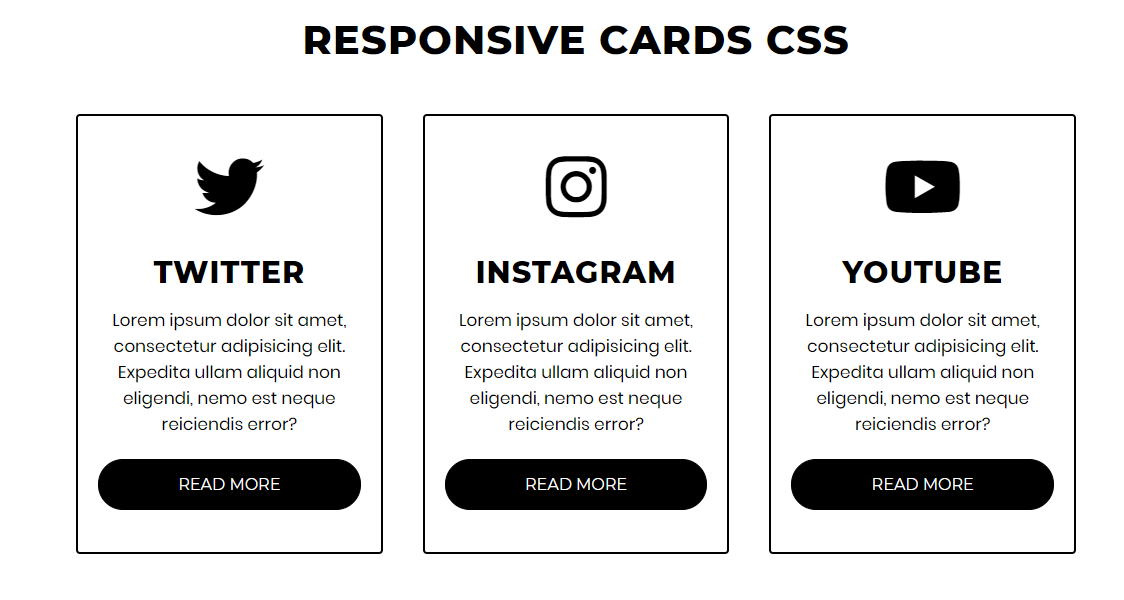 RESPONSIVE CARDS CSS
TWITTER
Lorem ipsum dolor sit amet,
consectetur adipisicing elit.
Expedita ullam aliquid non
eligendi, nemo est neque
reiciendis error?
READ MORE
INSTAGRAM
Lorem ipsum dolor sit amet,
consectetur adipisicing elit.
Expedita ullam aliquid non
eligendi, nemo est neque
reiciendis error?
READ MORE
YOUTUBE
Lorem ipsum dolor sit amet,
consectetur adipisicing elit.
Expedita ullam aliquid non
eligendi, nemo est neque
reiciendis error?
READ MORE